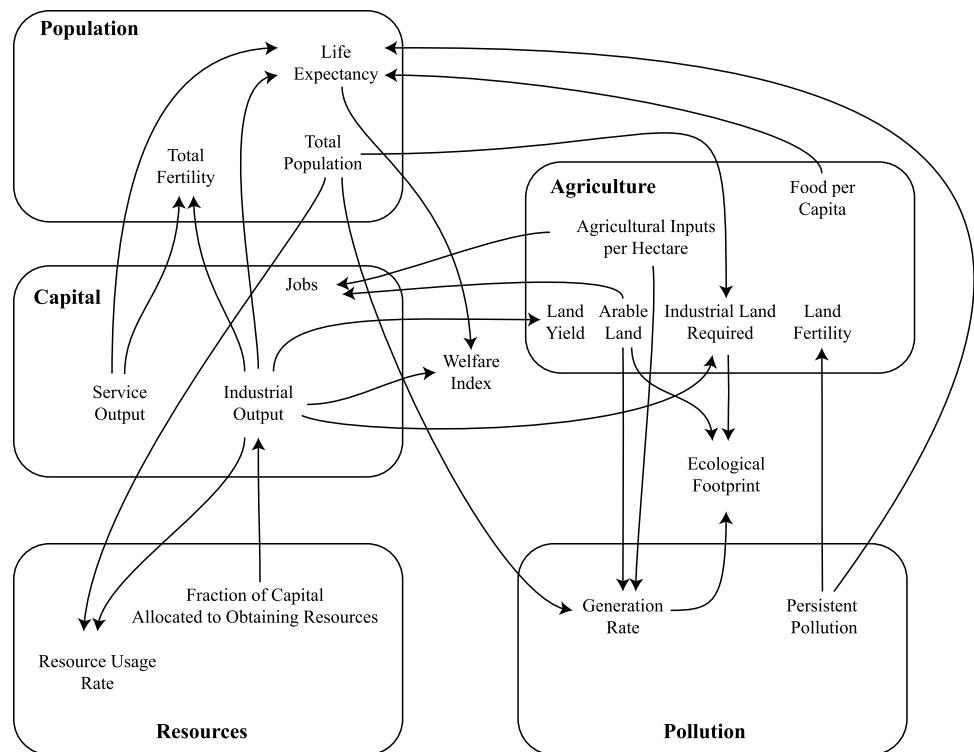 Population
Life
Expectancy
Total
Population
Total
Fertility
Agriculture
Food per
Capita
Agricultural Inputs
per Hectare
Capital
Jobs
Land
Yield
Arable
Land
Industrial Land
Required
Land
Fertility
Service
Output
Industrial
Output
Welfare
Index
Ecological
Footprint
Fraction of Capital
Allocated to Obtaining Resources
Resource Usage
Rate
Resources
Generation
Rate
Persistent
Pollution
Pollution